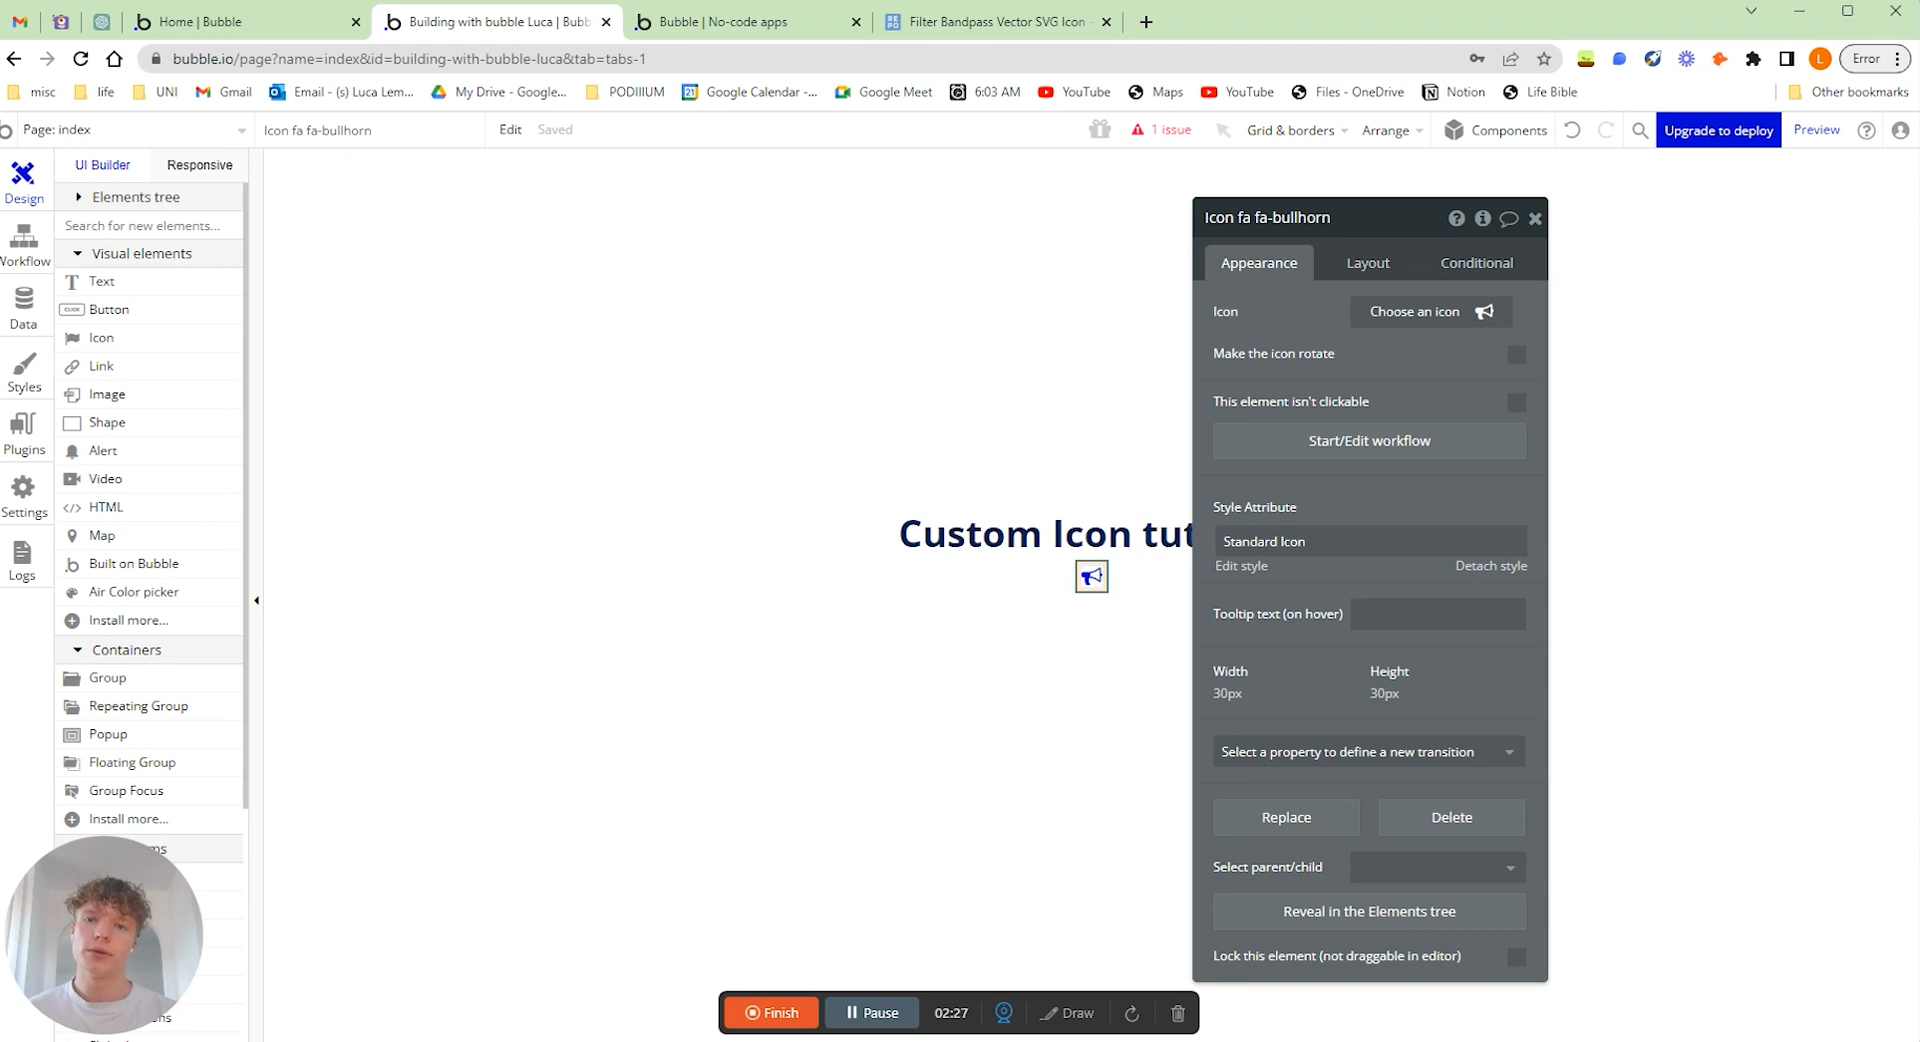 Home | Bubble
Building with bubble Luca | Bubb
Bubble | No-code apps
Filter Bandpass Vector SVG Icon
bubble.io/page?name=index&id=building-with-bubble-luca&tab=tabs-1
Error
misc
life
UNI
Gmail
Email - (s) Luca Lem...
My Drive - Google...
PODIIIUM
Google Calendar -...
Google Meet
6:03 AM
YouTube
Maps
YouTube
Files - OneDrive
Notion
Life Bible
Other bookmarks
Page: index
Icon fa fa-bullhorn
Edit
Saved
1 issue
Grid & borders
Arrange
Components
Upgrade to deploy
Preview
Design
Workflow
Data
Styles
Plugins
Settings
Logs
UI Builder
Responsive
Elements tree
Search for new elements...
Visual elements
Text
CLICK Button
Icon
Link
Image
Shape
Alert
Video
HTML
Map
Built on Bubble
Air Color picker
Install more...
Containers
Group
Repeating Group
Popup
Floating Group
Group Focus
Install more...
Custom Icon tut
Icon fa fa-bullhorn
Appearance
Layout
Conditional
Icon
Choose an icon
Make the icon rotate
This element isn't clickable
Start/Edit workflow
Style Attribute
Standard Icon
Edit style
Detach style
Tooltip text (on hover)
Width
Height
30px
30px
Select a property to define a new transition
Replace
Delete
Select parent/child
Reveal in the Elements tree
Lock this element (not draggable in editor)
Finish
Pause
02:27
Draw